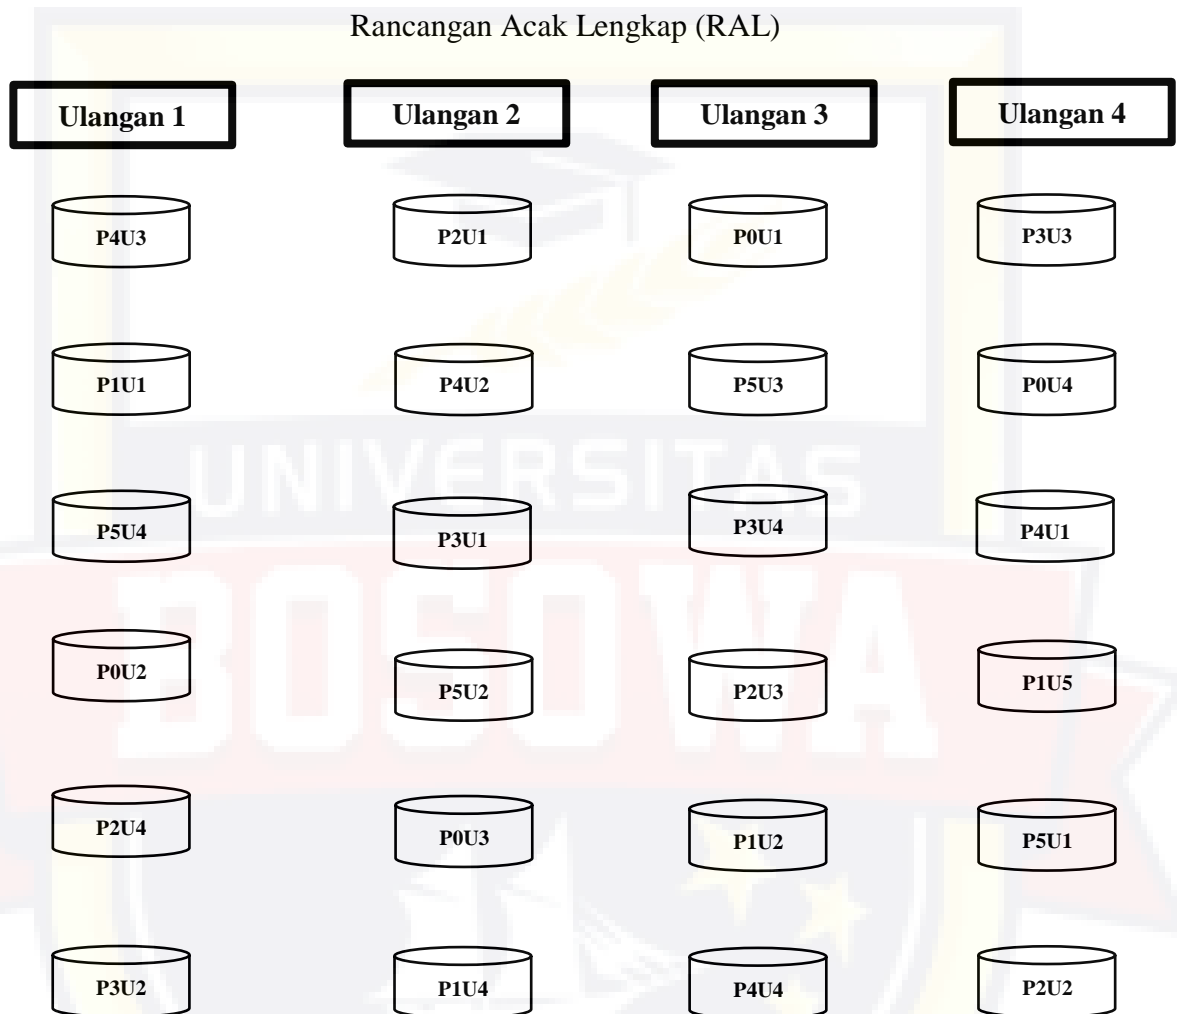 Rancangan Acak Lengkap (RAL)
Ulangan 1 Ulangan 2 Ulangan 3 Ulangan 4
P4U3 P2U1 P0U1 P3U3
P1U1 P4U2 P5U3 P0U4
UNIVERSITAS
P5U4 P3U1 P3U4 P4U1
BOSOWA
P0U2 P5U2 P2U3 P1U5
P2U4 P0U3 P1U2 P5U1
P3U2 P1U4 P4U4 P2U2